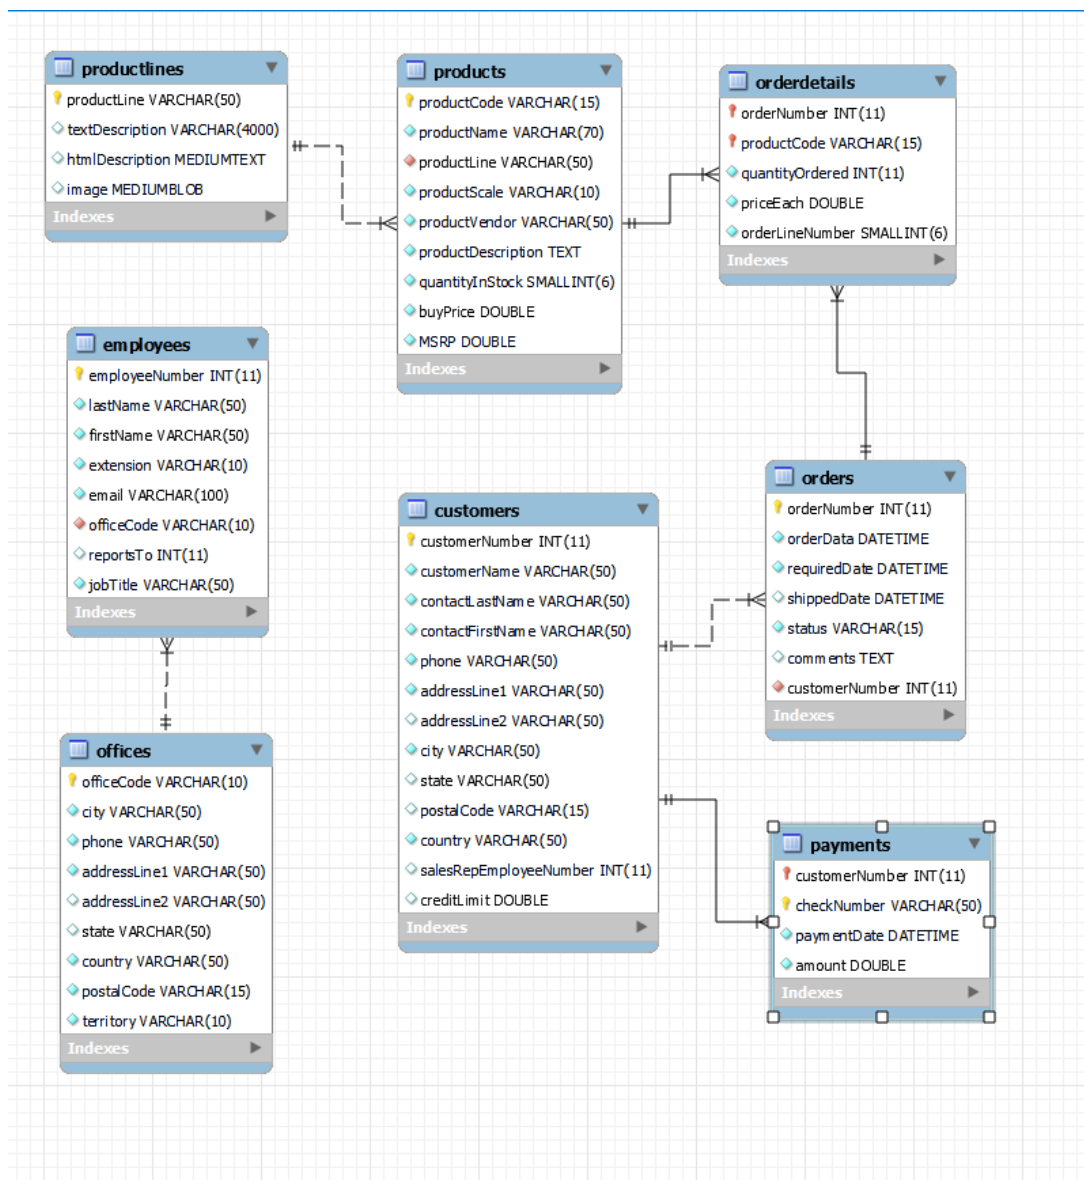 productlines
productLine VARCHAR(50)
textDescription VARCHAR(4000)
htmlDescription MEDIUMTEXT
image MEDIUMBLOB
Indexes
products
productCode VARCHAR(15)
productName VARCHAR(70)
productLine VARCHAR(50)
productScale VARCHAR(10)
productVendor VARCHAR(50)
productDescription TEXT
quantityInStock SMALLINT(6)
buyPrice DOUBLE
MSRP DOUBLE
Indexes
orderdetails
orderNumber INT(11)
productCode VARCHAR(15)
quantityOrdered INT(11)
priceEach DOUBLE
orderLineNumber SMALLINT(6)
Indexes
employees
employeeNumber INT(11)
lastName VARCHAR(50)
firstName VARCHAR(50)
extension VARCHAR(10)
email VARCHAR(100)
officeCode VARCHAR(10)
reportsTo INT(11)
jobTitle VARCHAR(50)
Indexes
customers
customerNumber INT(11)
customerName VARCHAR(50)
contactLastName VARCHAR(50)
contactFirstName VARCHAR(50)
phone VARCHAR(50)
addressLine1 VARCHAR(50)
addressLine2 VARCHAR(50)
city VARCHAR(50)
state VARCHAR(50)
postalCode VARCHAR(15)
country VARCHAR(50)
salesRepEmployeeNumber INT(11)
creditLimit DOUBLE
Indexes
orders
orderNumber INT(11)
orderData DATETIME
requiredDate DATETIME
shippedDate DATETIME
status VARCHAR(15)
comments TEXT
customerNumber INT(11)
Indexes
offices
officeCode VARCHAR(10)
city VARCHAR(50)
phone VARCHAR(50)
addressLine1 VARCHAR(50)
addressLine2 VARCHAR(50)
state VARCHAR(50)
country VARCHAR(50)
postalCode VARCHAR(15)
territory VARCHAR(10)
Indexes
payments
customerNumber INT(11)
checkNumber VARCHAR(50)
paymentDate DATETIME
amount DOUBLE
Indexes